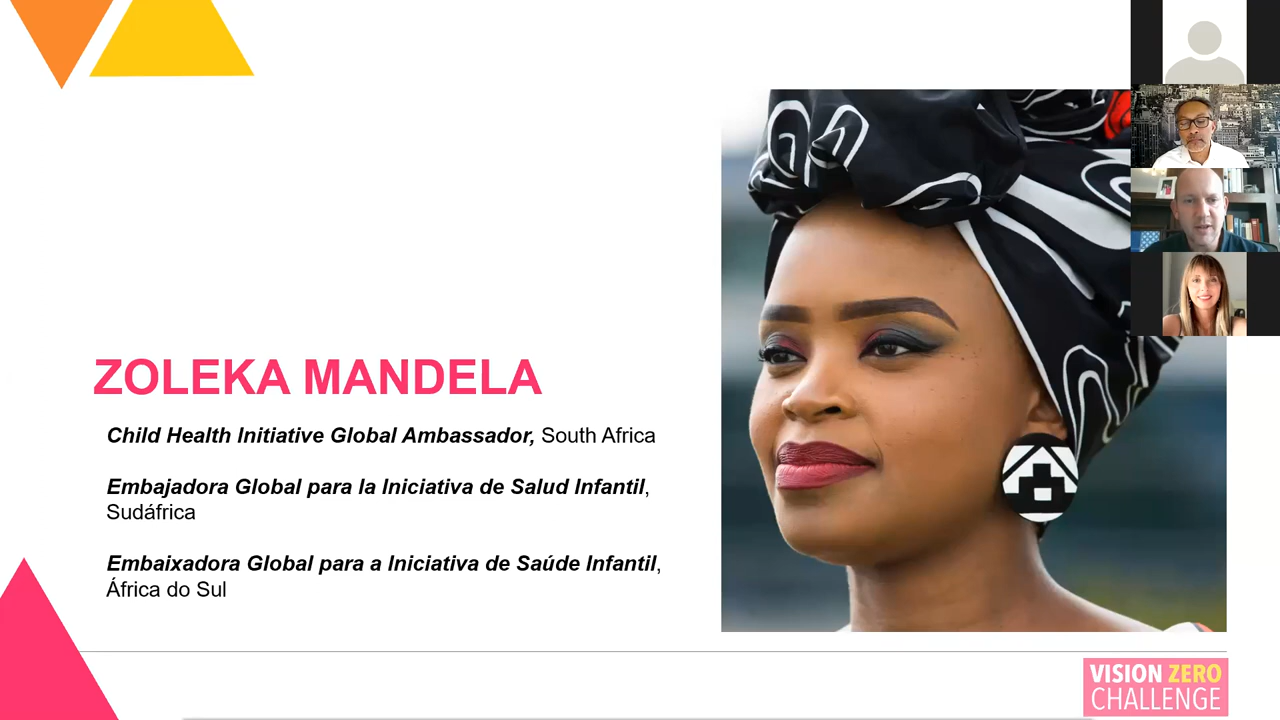 ZOLEKA MANDELA
Child Health Initiative Global Ambassador, South Africa
Embajadora Global para la Iniciativa de Salud Infantil,
Sudáfrica
Embaixadora Global para a Iniciativa de Saúde Infantil,
África do Sul
VISION ZERO
CHALLENGE